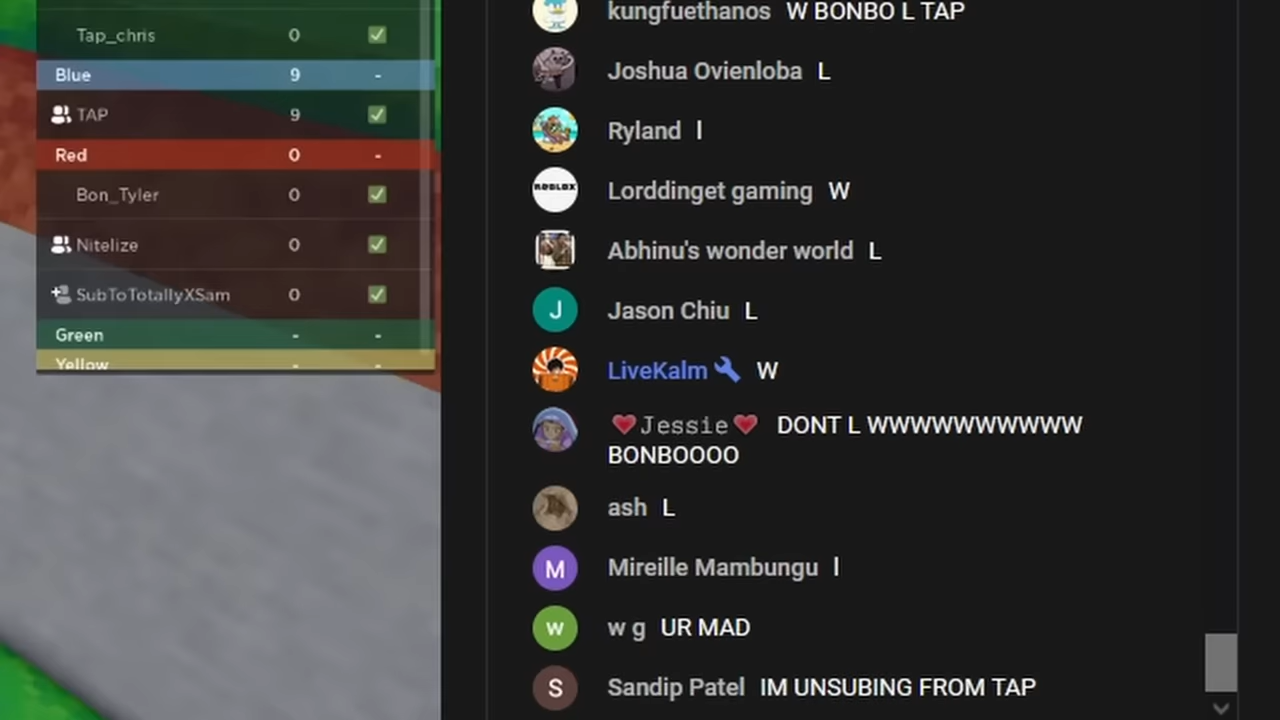 Tap_chris 0
Blue 9 -
TAP 9
Red 0 -
Bon_Tyler 0
Nitelize 0
SubToTotallyXSam 0
Green - -
Yellow - -
kungfuethanos W BONBO L TAP
Joshua Ovienloba L
Ryland l
ROBLOX Lorddinget gaming W
Abhinu's wonder world L
J Jason Chiu L
LiveKalm W
Jessie DONT L WWWWWWWWWWW
BONBOOOO
ash L
M Mireille Mambungu l
w w g UR MAD
S Sandip Patel IM UNSUBING FROM TAP